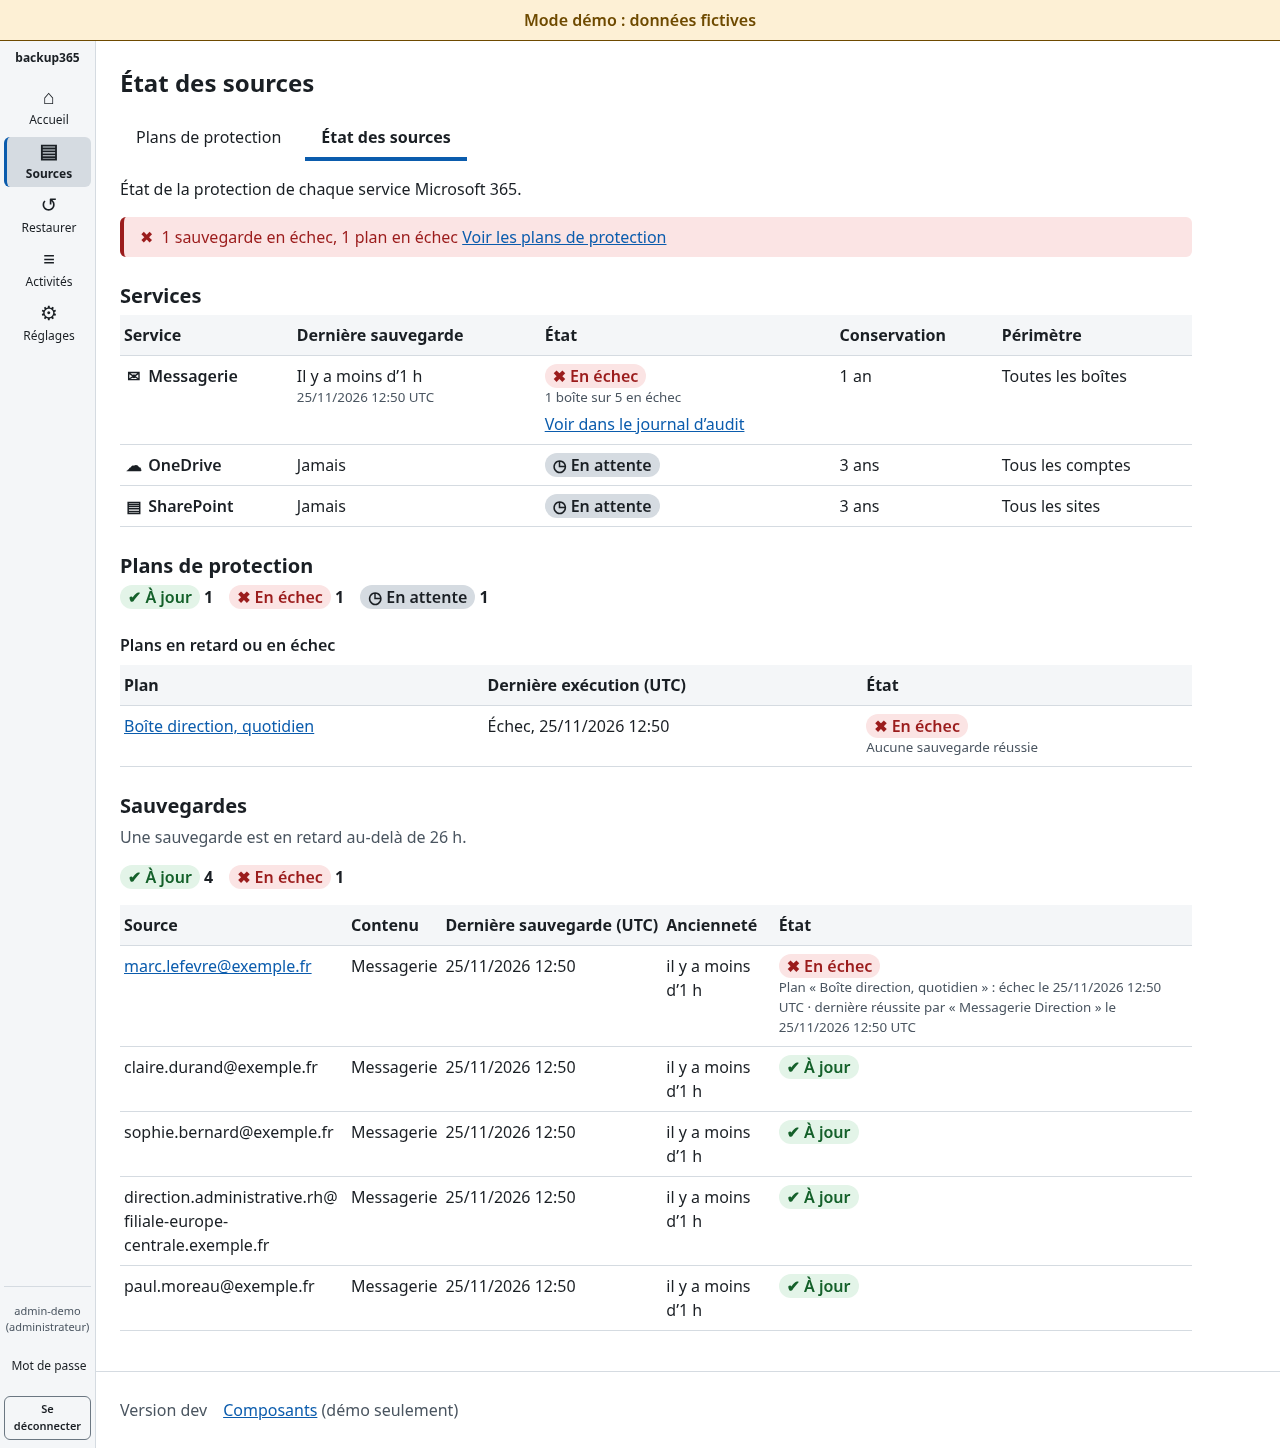 Mode démo : données fictives
backup365
Accueil
Sources
Restaurer
Activités
Réglages
admin-demo
(administrateur)
Mot de passe
Se
déconnecter
État des sources
Plans de protection
État des sources
État de la protection de chaque service Microsoft 365.
✖ 1 sauvegarde en échec, 1 plan en échec Voir les plans de protection
Services
Service Dernière sauvegarde État Conservation Périmètre
Messagerie Il y a moins d’1 h ✖ En échec 1 an Toutes les boîtes
25/11/2026 12:50 UTC 1 boîte sur 5 en échec
Voir dans le journal d’audit
OneDrive Jamais En attente 3 ans Tous les comptes
SharePoint Jamais En attente 3 ans Tous les sites
Plans de protection
✔ À jour 1 ✖ En échec 1 En attente 1
Plans en retard ou en échec
Plan Dernière exécution (UTC) État
Boîte direction, quotidien Échec, 25/11/2026 12:50 ✖ En échec
Aucune sauvegarde réussie
Sauvegardes
Une sauvegarde est en retard au-delà de 26 h.
✔ À jour 4 ✖ En échec 1
Source Contenu Dernière sauvegarde (UTC) Ancienneté État
marc.lefevre@exemple.fr Messagerie 25/11/2026 12:50 il y a moins ✖ En échec
d’1 h Plan « Boîte direction, quotidien » : échec le 25/11/2026 12:50
UTC · dernière réussite par « Messagerie Direction » le
25/11/2026 12:50 UTC
claire.durand@exemple.fr Messagerie 25/11/2026 12:50 il y a moins ✔ À jour
d’1 h
sophie.bernard@exemple.fr Messagerie 25/11/2026 12:50 il y a moins ✔ À jour
d’1 h
direction.administrative.rh@ Messagerie 25/11/2026 12:50 il y a moins ✔ À jour
filiale-europe- d’1 h
centrale.exemple.fr
paul.moreau@exemple.fr Messagerie 25/11/2026 12:50 il y a moins ✔ À jour
d’1 h
Version dev Composants (démo seulement)